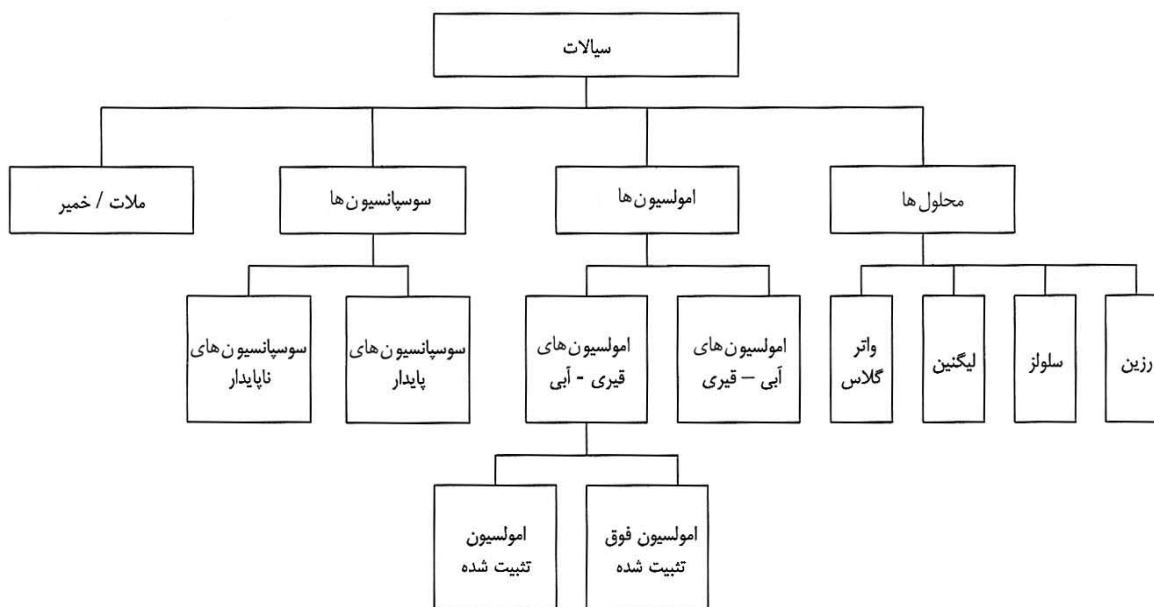 سیالات
محلول‌ها
امولسیون‌ها
سوسپانسیون‌ها
ملات / خمیر
رزین
سلولز
لیگنین
واتر
گلاس
امولسیون‌های
آبی – قیری
امولسیون‌های
قیری - آبی
سوسپانسیون‌های
پایدار
سوسپانسیون‌های
ناپایدار
امولسیون فوق
تثبیت شده
امولسیون
تثبیت شده